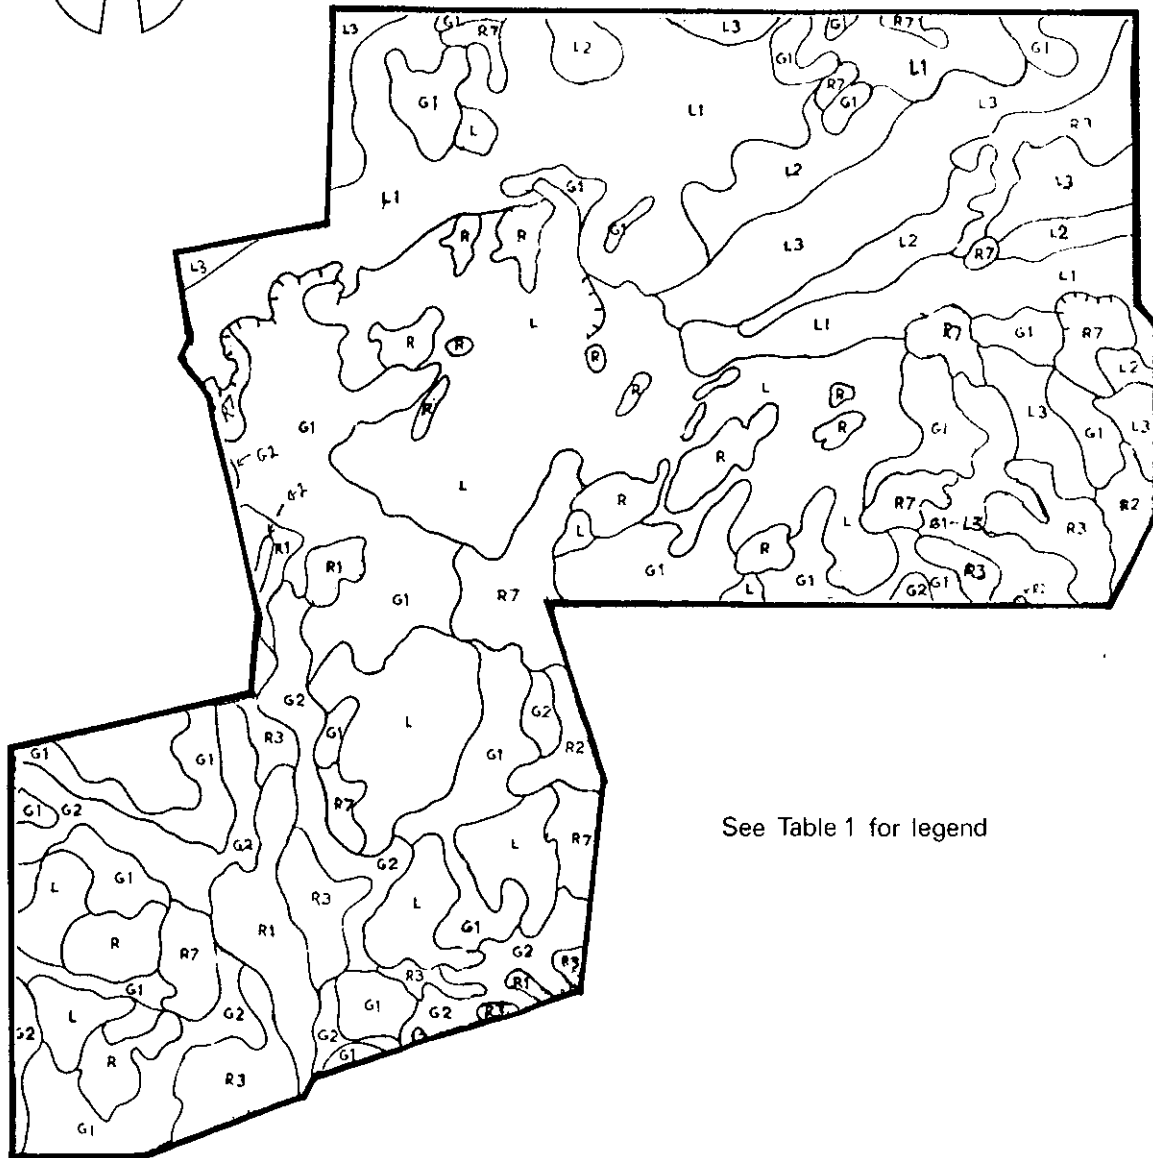 L3 G1 R7 L2 L3 G1 G R7 G1
G1 L R7 G1 L1 L1 L3 R3
L1 G1 L2 L3
L3 R R G1 L3 L2 R7 L2
L L1 L1
R R R R7 G1 R7 L2
R R L R G1 L3 G1 L3
G1 G2 L R R
R L R7 R2
R1 L B1-L3 R3
R1 G1 R7 G1 R L G1 G2 G1 R3
G2 L G1 G2 R2
G1 G1 R3 G1
G1 G2 R7
G2 G2 L R7
See Table 1 for legend
L G1 R3 L G1
R R7 R1 G2
G1 R3 R1 R3
G2 L G2 G2 G1 G2
R G1
R3
G1